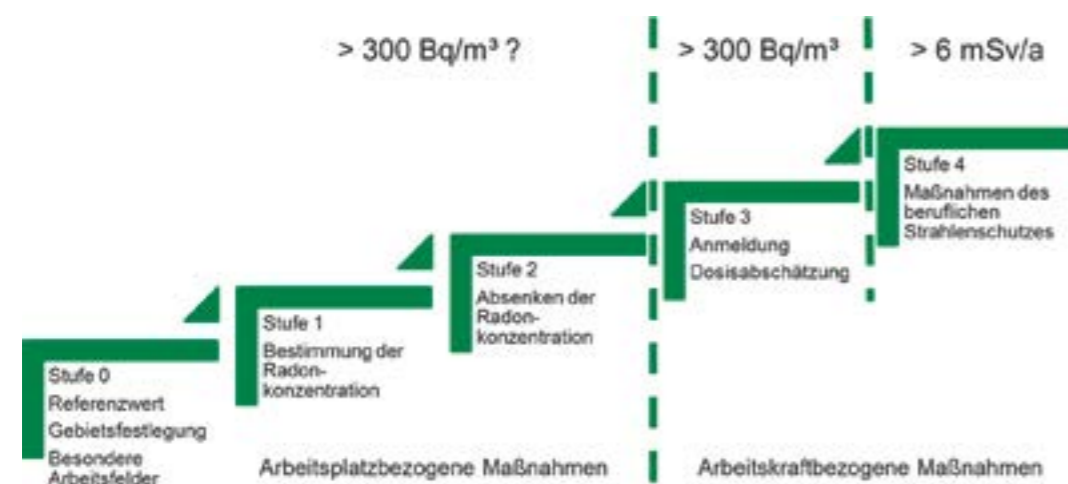 > 300 Bq/m³ ?
> 300 Bq/m³
> 6 mSv/a
Stufe 0
Referenzwert
Gebietsfestlegung
Besondere
Arbeitsfelder
Stufe 1
Bestimmung der
Radon-
konzentration
Stufe 2
Absenken der
Radon-
konzentration
Stufe 3
Anmeldung
Dosisabschätzung
Stufe 4
Maßnahmen des
beruflichen
Strahlenschutzes
Arbeitsplatzbezogene Maßnahmen
Arbeitskraftbezogene Maßnahmen